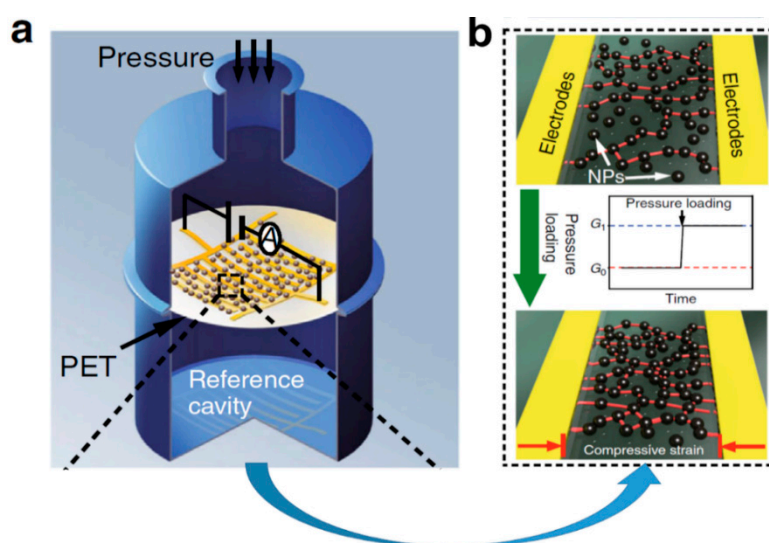 a
Pressure
A
PET
Reference
cavity
b
Electrodes
Electrodes
NPs
Pressure
loading
Pressure loading
G₁
G₀
Time
Compressive strain